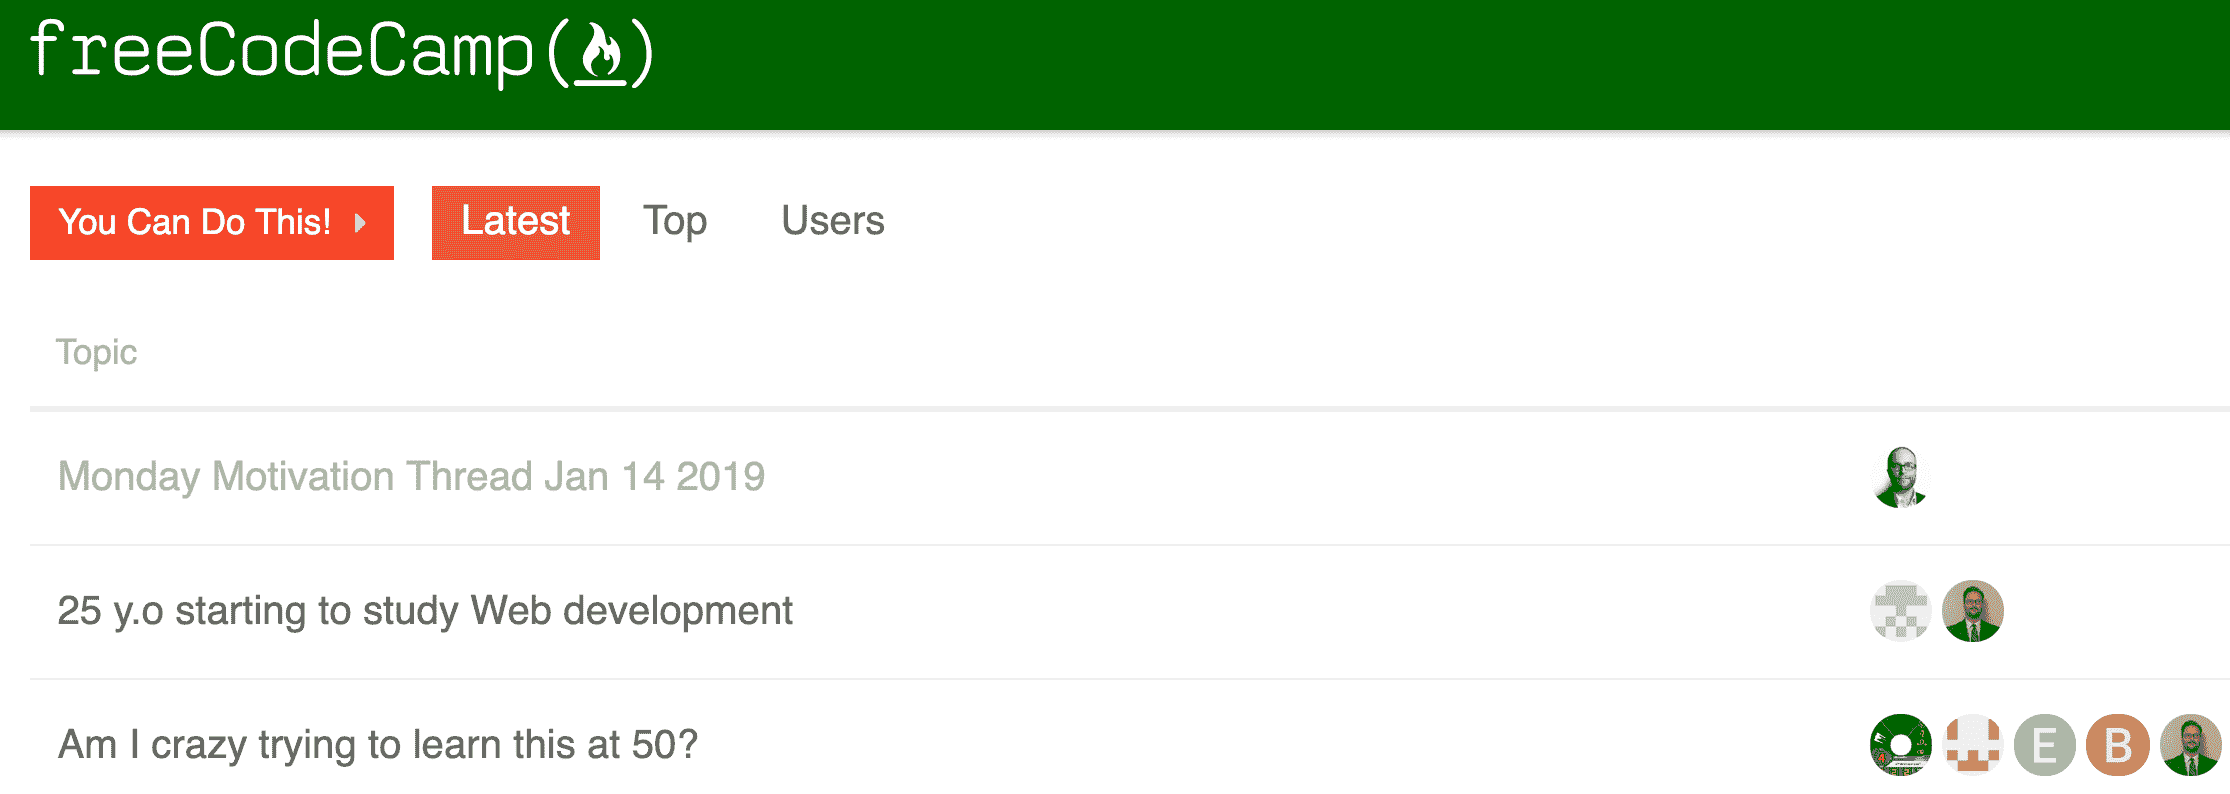 freeCodeCamp(🔥)
You Can Do This! Latest Top Users
Topic
Monday Motivation Thread Jan 14 2019
25 y.o starting to study Web development
Am I crazy trying to learn this at 50?
E B